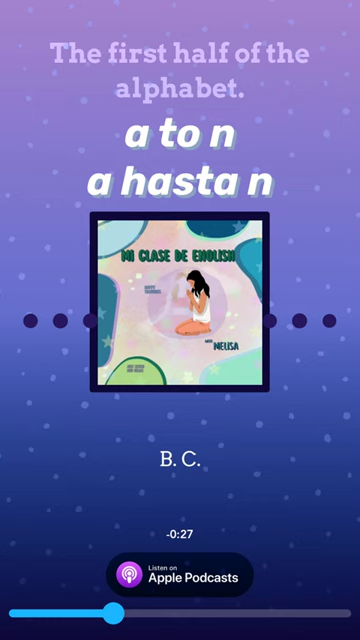 The first half of the
alphabet.
a to n
a hasta n
MI CLASE DE ENGLISH
WITH
MELISA
B. C.
-0:27
Listen on
Apple Podcasts